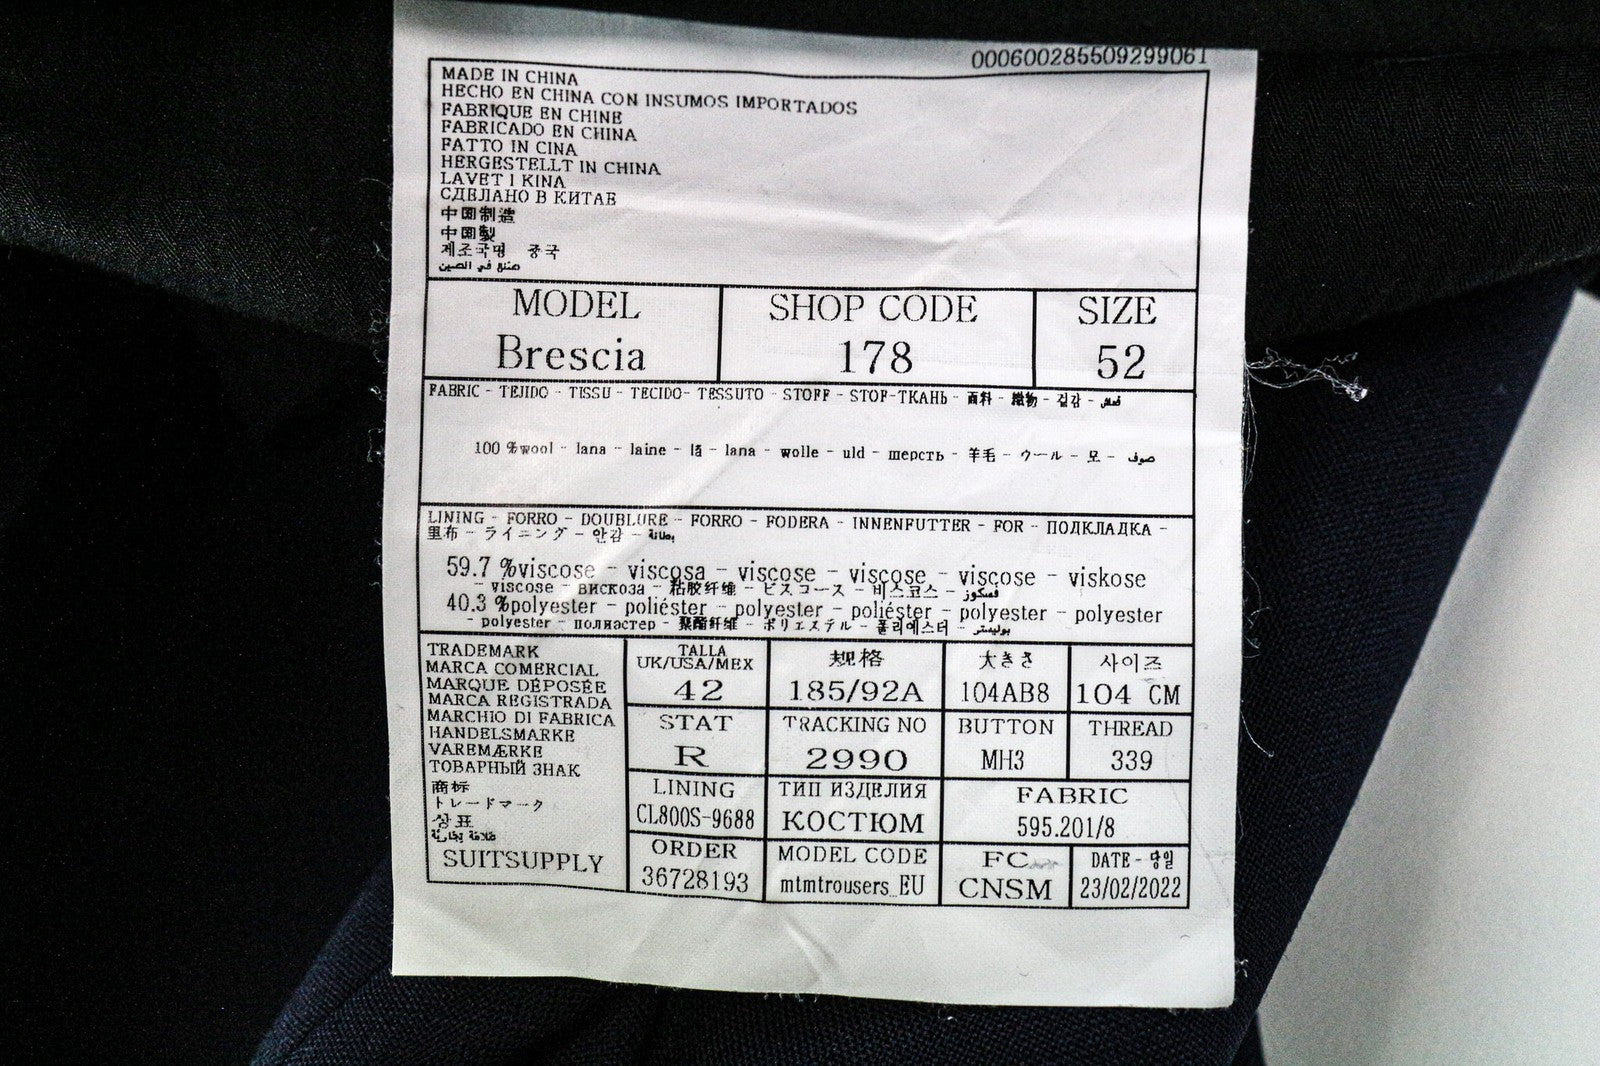 000600285509299061
MADE IN CHINA
HECHO EN CHINA CON INSUMOS IMPORTADOS
FABRIQUE EN CHINE
FABRICADO EN CHINA
FATTO IN CINA
HERGESTELLT IN CHINA
LAVET I KINA
СДЕЛАНО В КИТАЕ
中国制造
中国製
제조국명 중국
صنع في الصين
MODEL
Brescia
SHOP CODE
178
SIZE
52
FABRIC - TEJIDO - TISSU - TECIDO- TESSUTO - STOFF - STOF-ТКАНЬ - 面料 - 織物 - 겉감 - قماش
100 %wool - lana - laine - lã - lana - wolle - uld - шерсть - 羊毛 - ウール - 모 - صوف
LINING - FORRO - DOUBLURE - FORRO - FODERA - INNENFUTTER - FOR - ПОДКЛАДКА -
里布 - ライニング - 안감 - بطانة
59.7 %viscose - viscosa - viscose - viscose - viscose - viskose
- viscose - вискоза - 粘胶纤维 - ビスコース - 비스코스 - فسكوز
40.3 %polyester - poliéster - polyester - poliéster - polyester - polyester
- polyester - полиастер - 聚酯纤维 - ポリエステル - 폴리에스터 - بوليستر
TRADEMARK
MARCA COMERCIAL
MARQUE DÉPOSÉE
MARCA REGISTRADA
MARCHIO DI FABRICA
HANDELSMARKE
VAREMÆRKE
ТОВАРНЫЙ ЗНАК
商标
トレードマーク
상표
علامة تجارية
SUITSUPPLY
TALLA
UK/USA/MEX
42
规格
185/92A
大きさ
104AB8
사이즈
104 CM
STAT
R
TRACKING NO
2990
BUTTON
MH3
THREAD
339
LINING
CL800S-9688
ТИП ИЗДЕЛИЯ
КОСТЮМ
FABRIC
595.201/8
ORDER
36728193
MODEL CODE
mtmtrousers_EU
FC
CNSM
DATE - 당일
23/02/2022